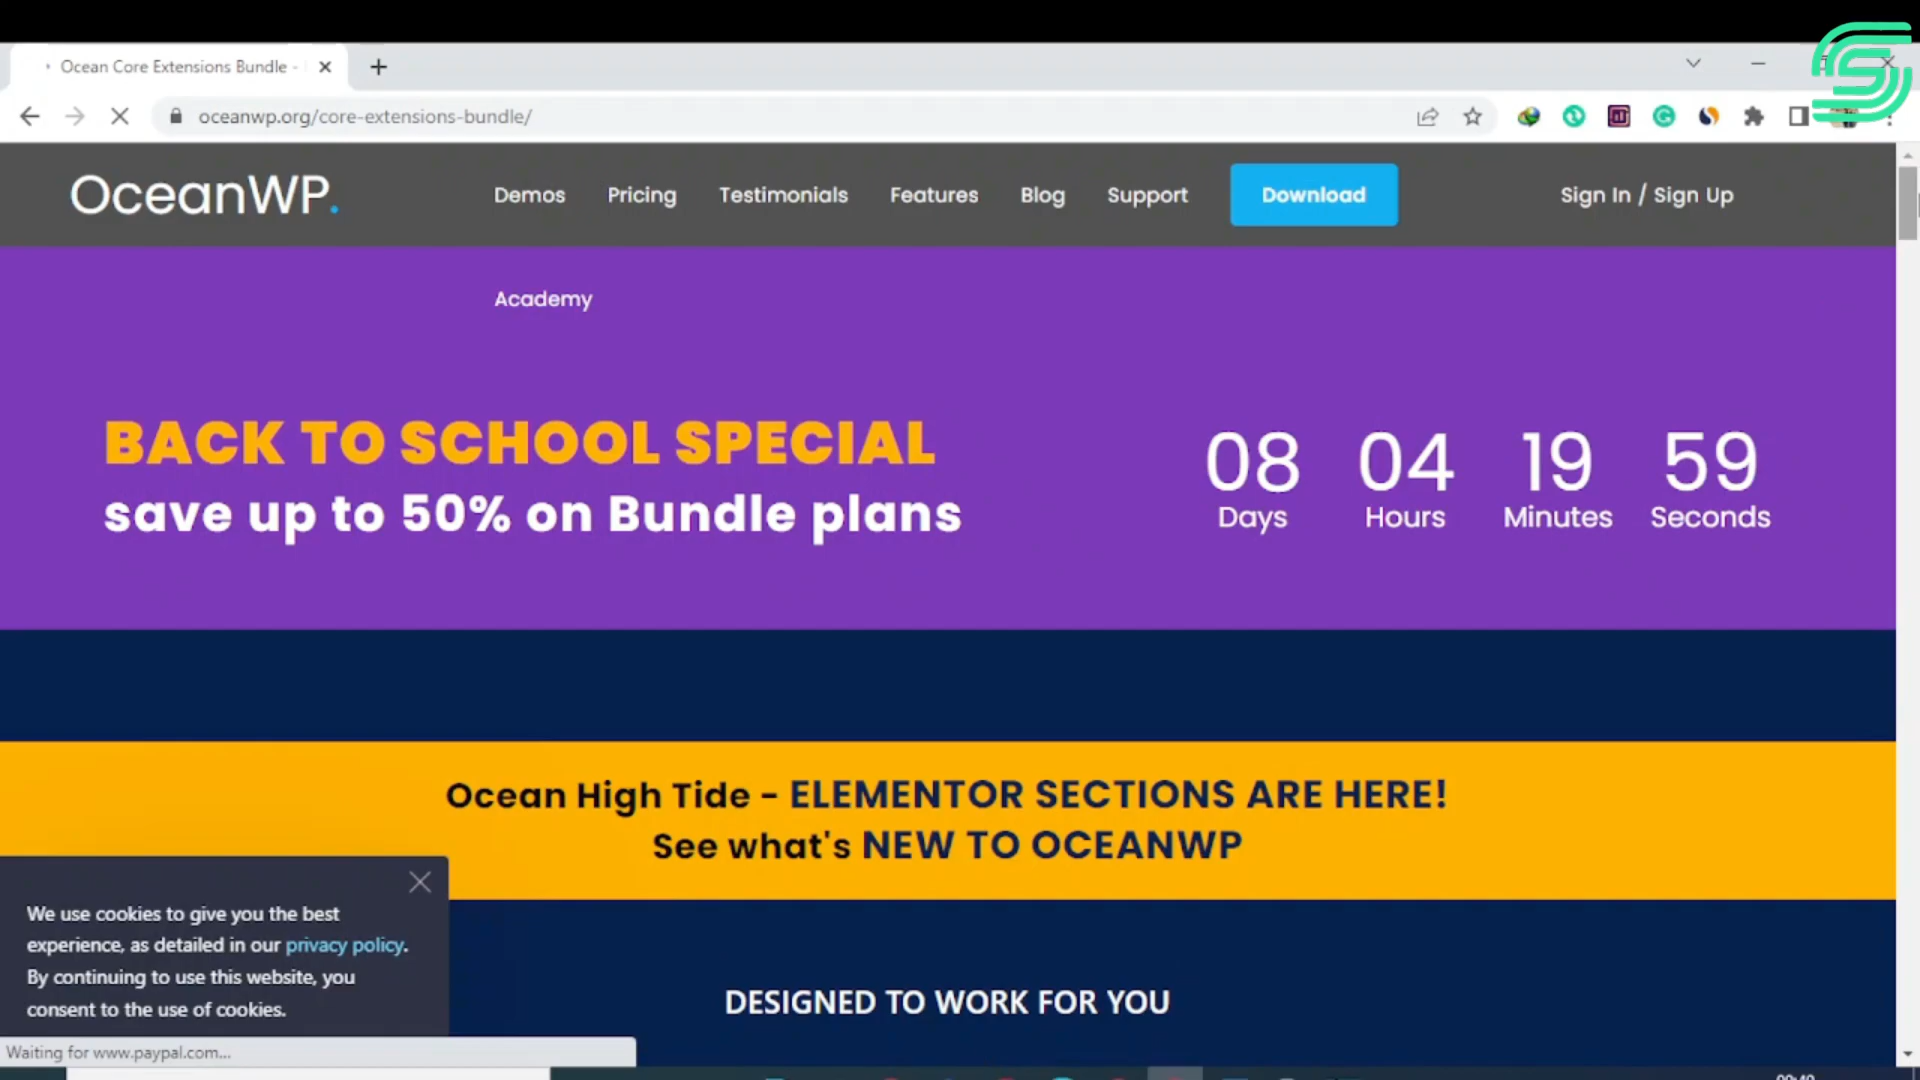 Ocean Core Extensions Bundle -
oceanwp.org/core-extensions-bundle/
OceanWP.
Demos
Pricing
Testimonials
Features
Blog
Support
Download
Sign In / Sign Up
Academy
BACK TO SCHOOL SPECIAL
save up to 50% on Bundle plans
08 04 19 59
Days Hours Minutes Seconds
Ocean High Tide - ELEMENTOR SECTIONS ARE HERE!
See what's NEW TO OCEANWP
We use cookies to give you the best
experience, as detailed in our privacy policy.
By continuing to use this website, you
consent to the use of cookies.
DESIGNED TO WORK FOR YOU
Waiting for www.paypal.com...